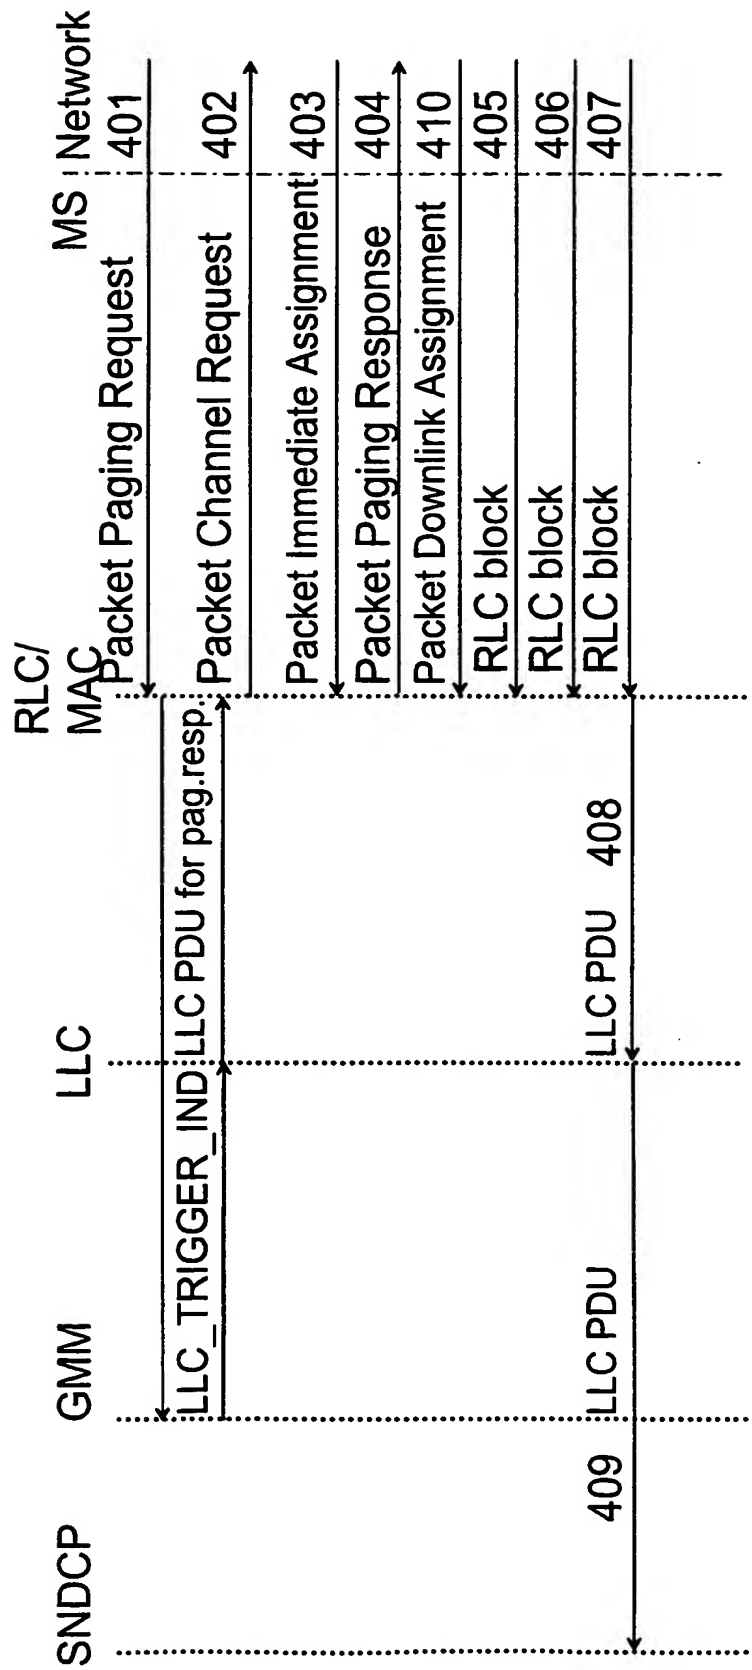 SNDCP GMM LLC RLC/ MS Network
MAC
Packet Paging Request 401
LLC_TRIGGER_IND LLC PDU for pag.resp. Packet Channel Request 402
Packet Immediate Assignment 403
Packet Paging Response 404
Packet Downlink Assignment 410
RLC block 405
RLC block 406
409 LLC PDU LLC PDU 408 RLC block 407